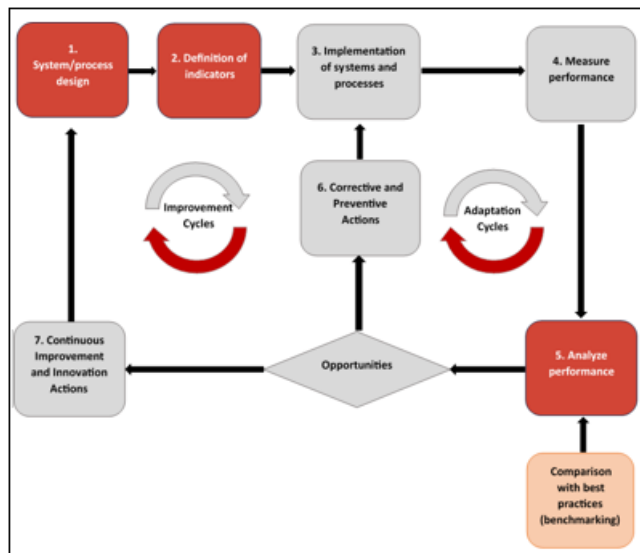 1.
System/process
design
2. Definition of
indicators
3. Implementation
of systems and
processes
4. Measure
performance
Improvement
Cycles
6. Corrective and
Preventive
Actions
Adaptation
Cycles
7. Continuous
Improvement
and Innovation
Actions
Opportunities
5. Analyze
performance
Comparison
with best
practices
(benchmarking)